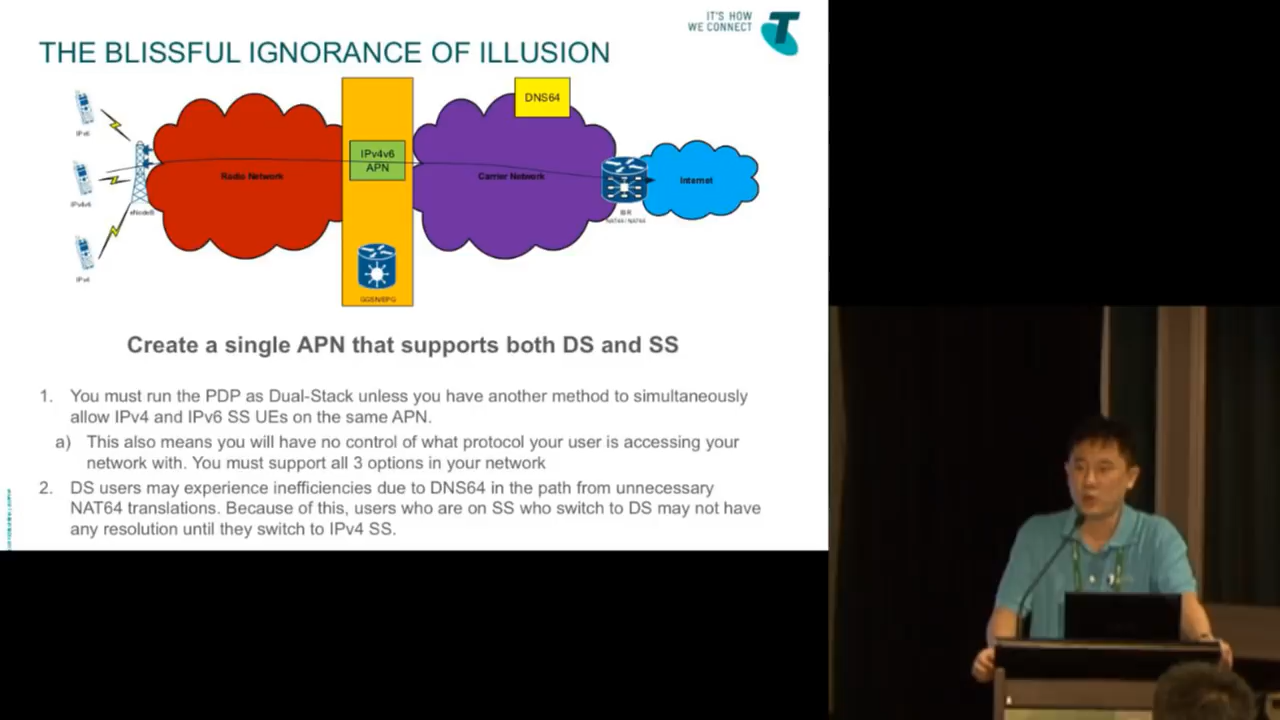 IT'S HOW
WE CONNECT
THE BLISSFUL IGNORANCE OF ILLUSION
DNS64
IPv6
IPv4v6
APN
Radio Network
Carrier Network
Internet
IPv4v6
eNodeB
BR
NAT44 / NAT64
IPv4
GGSN/EPG
Create a single APN that supports both DS and SS
1. You must run the PDP as Dual-Stack unless you have another method to simultaneously
allow IPv4 and IPv6 SS UEs on the same APN.
a) This also means you will have no control of what protocol your user is accessing your
network with. You must support all 3 options in your network
2. DS users may experience inefficiencies due to DNS64 in the path from unnecessary
NAT64 translations. Because of this, users who are on SS who switch to DS may not have
any resolution until they switch to IPv4 SS.